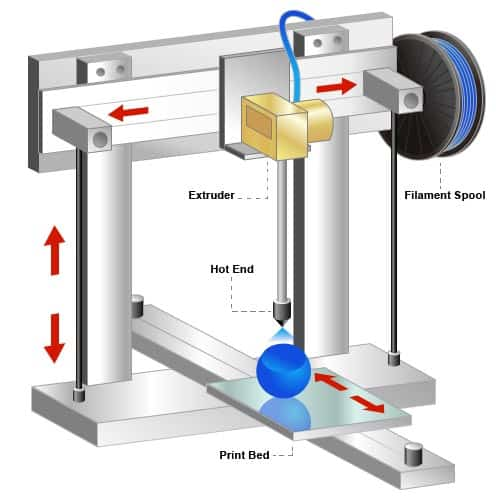 Extruder
Filament Spool
Hot End
Print Bed